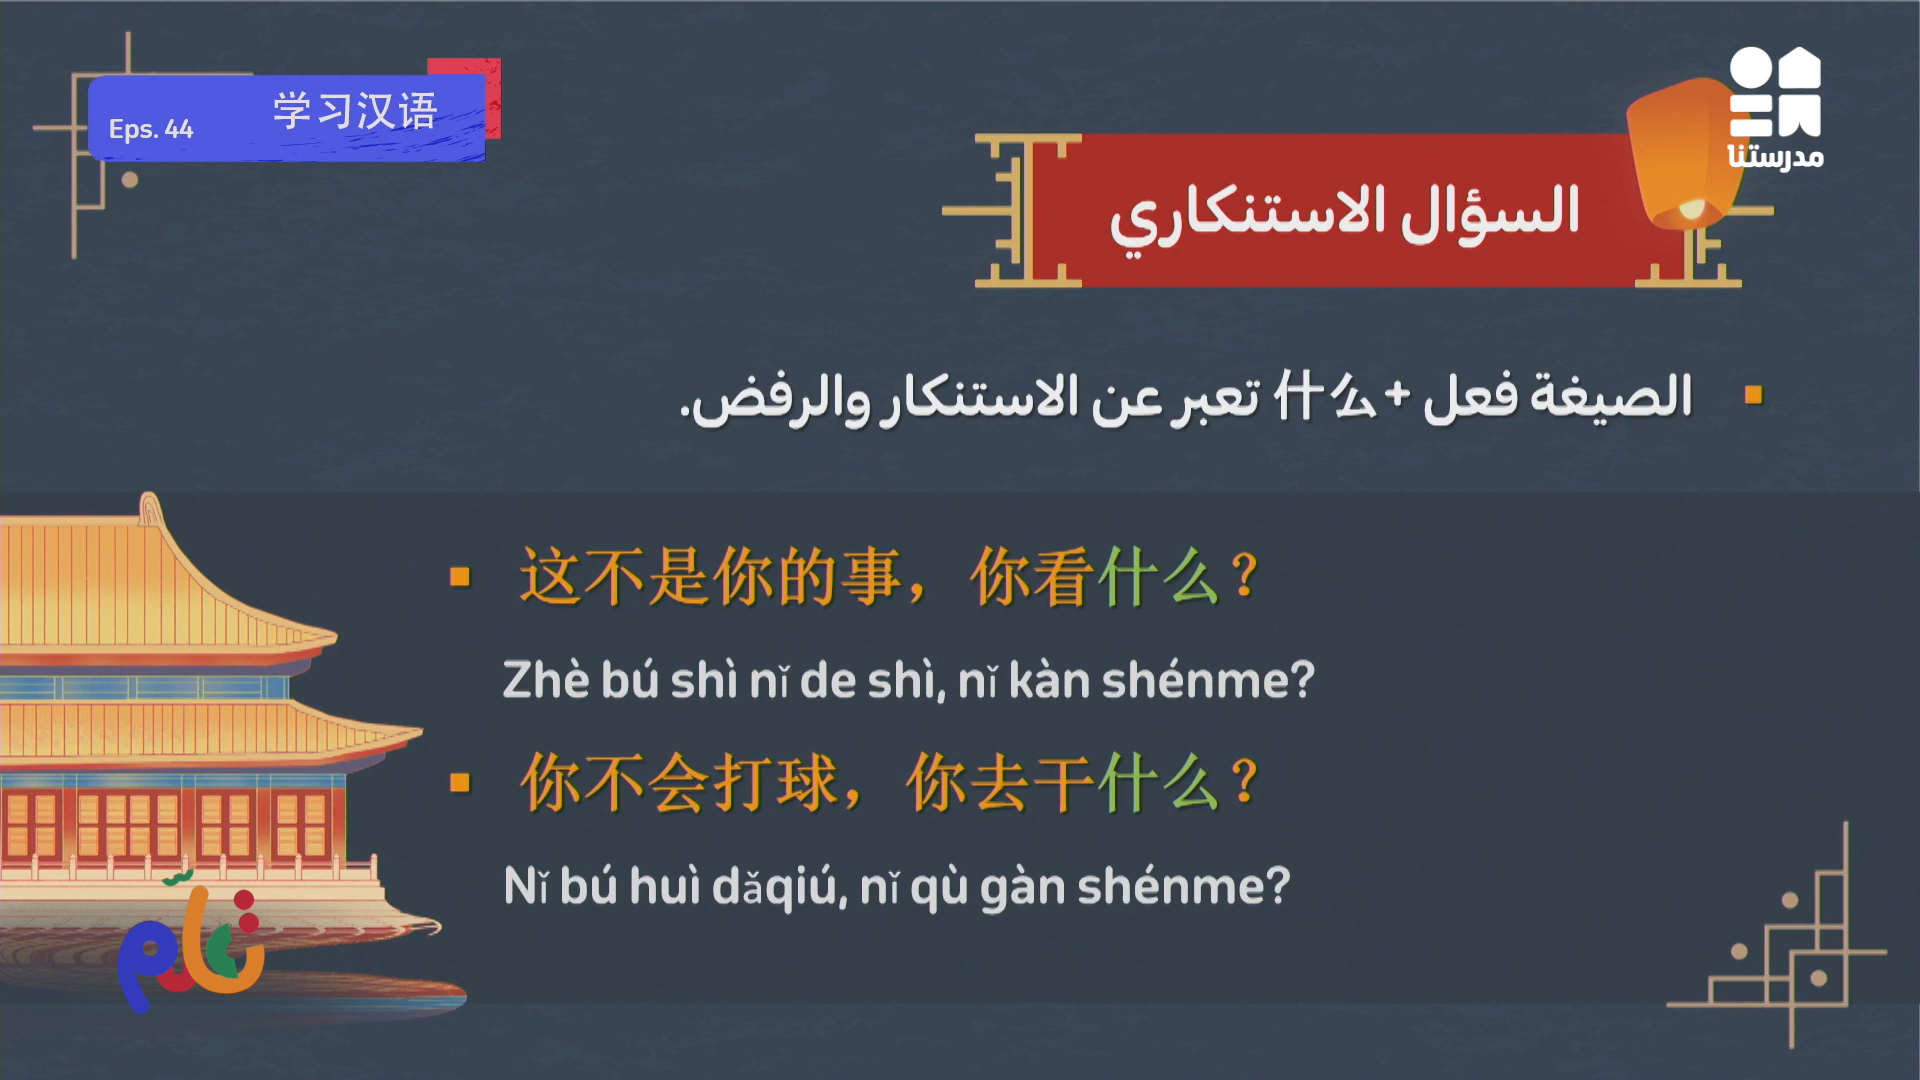 学习汉语
Eps. 44
مدرستنا
السؤال الاستنكاري
الصيغة فعل +什么 تعبر عن الاستنكار والرفض.
这不是你的事，你看什么？
Zhè bú shì nǐ de shì, nǐ kàn shénme?
你不会打球，你去干什么？
Nǐ bú huì dǎqiú, nǐ qù gàn shénme?